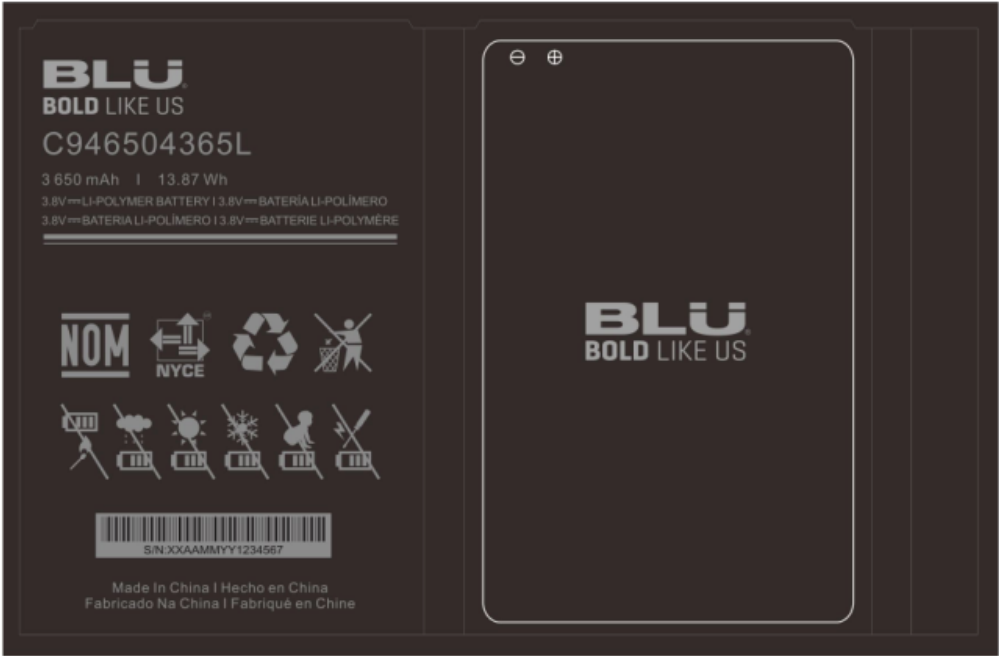 BLU
BOLD LIKE US
C946504365L
3 650 mAh I 13.87 Wh
3.8V⎓LI-POLYMER BATTERY I 3.8V⎓BATERÍA LI-POLÍMERO
3.8V⎓BATERIA LI-POLÍMERO I 3.8V⎓BATTERIE LI-POLYMÈRE
NOM
NYCE
S/N:XXAAMMYY1234567
Made In China I Hecho en China
Fabricado Na China I Fabriqué en Chine
BLU
BOLD LIKE US